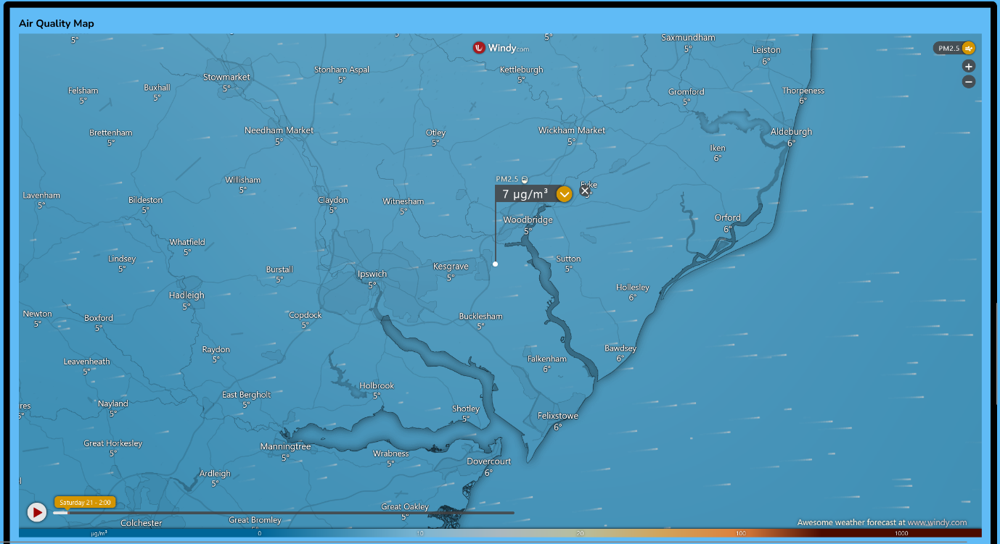 Air Quality Map
5°
5°
Saxmundham
5°
Windy.com
PM2.5
Leiston
6°
+
−
Stonham Aspal
5°
Kettleburgh
5°
Stowmarket
5°
Felsham
5°
Buxhall
5°
Gromford
5°
Thorpeness
6°
Brettenham
5°
Needham Market
5°
Otley
5°
Wickham Market
5°
Aldeburgh
6°
Iken
6°
Willisham
5°
PM2.5
7 µg/m³
Lavenham
5°
Bildeston
5°
Claydon
5°
Witnesham
5°
Woodbridge
5°
Orford
6°
Whatfield
5°
Lindsey
5°
Burstall
5°
Ipswich
5°
Kesgrave
5°
Sutton
5°
Hollesley
6°
Hadleigh
5°
Newton
5°
Boxford
5°
Copdock
5°
Bucklesham
5°
Raydon
5°
Leavenheath
5°
Falkenham
6°
Bawdsey
6°
Holbrook
5°
East Bergholt
5°
Nayland
5°
Shotley
5°
Felixstowe
6°
Great Horkesley
5°
Manningtree
5°
Wrabness
5°
Dovercourt
6°
Ardleigh
5°
Saturday 21 - 2:00
Great Oakley
5°
Colchester
Great Bromley
Awesome weather forecast at www.windy.com
µg/m³ 0 10 20 100 1000